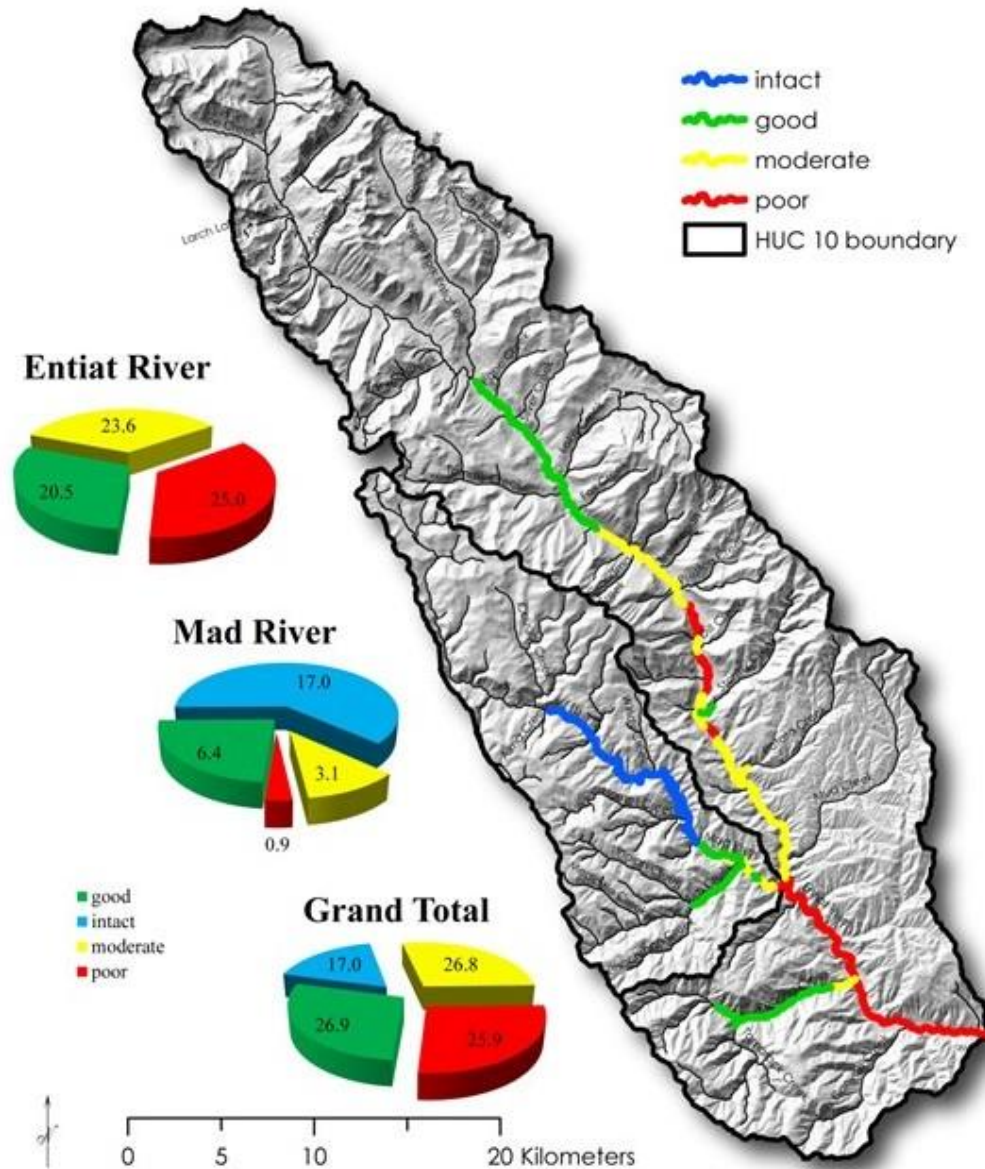 intact
good
moderate
poor
HUC 10 boundary
Entiat River
23.6
20.5
25.0
Mad River
17.0
6.4
3.1
0.9
good
intact
moderate
poor
Grand Total
17.0
26.8
26.9
25.9
0 5 10 20 Kilometers